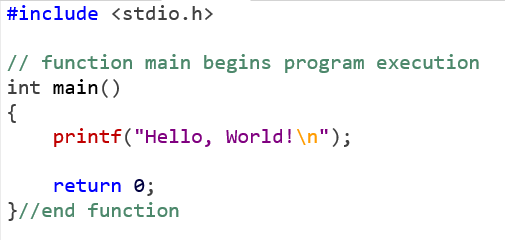 #include <stdio.h>
// function main begins program execution
int main()
{
    printf("Hello, World!\n");
    return 0;
}//end function